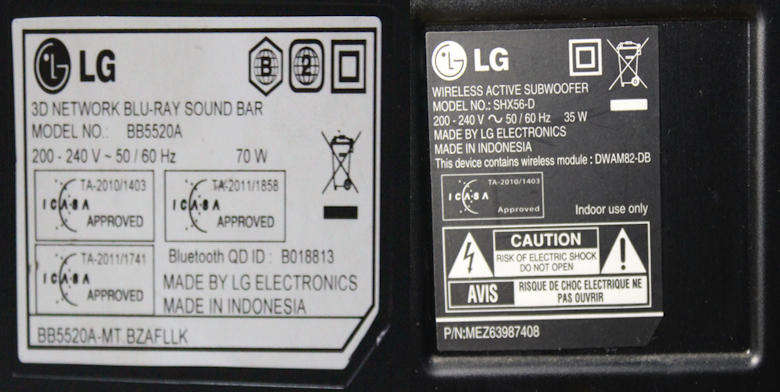 LG
B
2
3D NETWORK BLU-RAY SOUND BAR
MODEL NO.: BB5520A
200 - 240 V ~ 50 / 60 Hz 70 W
TA-2010/1403
ICASA
APPROVED
TA-2011/1858
ICASA
APPROVED
TA-2011/1741
ICASA
APPROVED
Bluetooth QD ID : B018813
MADE BY LG ELECTRONICS
MADE IN INDONESIA
BB5520A-MT.BZAFLLK
LG
WIRELESS ACTIVE SUBWOOFER
MODEL NO.: SHX56-D
200 - 240 V ~ 50 / 60 Hz 35 W
MADE BY LG ELECTRONICS
MADE IN INDONESIA
This device contains wireless module : DWAM82-DB
TA-2010/1403
ICASA
Approved
Indoor use only
CAUTION
RISK OF ELECTRIC SHOCK
DO NOT OPEN
AVIS
RISQUE DE CHOC ELECTRIQUE NE
PAS OUVRIR
P/N:MEZ63987408